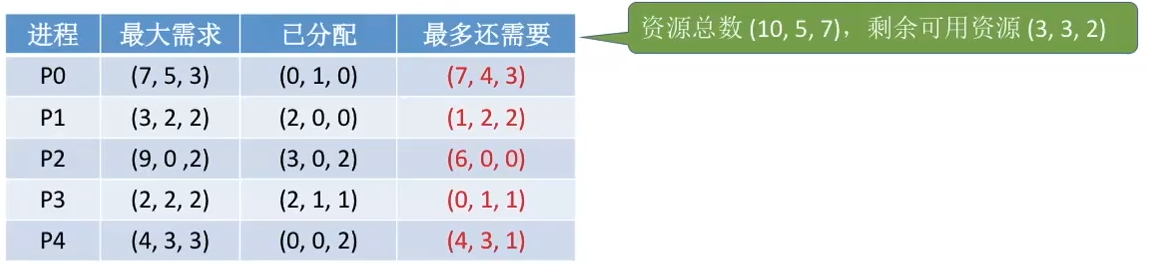 进程 最大需求 已分配 最多还需要
P0 (7, 5, 3) (0, 1, 0) (7, 4, 3)
P1 (3, 2, 2) (2, 0, 0) (1, 2, 2)
P2 (9, 0 ,2) (3, 0, 2) (6, 0, 0)
P3 (2, 2, 2) (2, 1, 1) (0, 1, 1)
P4 (4, 3, 3) (0, 0, 2) (4, 3, 1)
资源总数 (10, 5, 7)，剩余可用资源 (3, 3, 2)